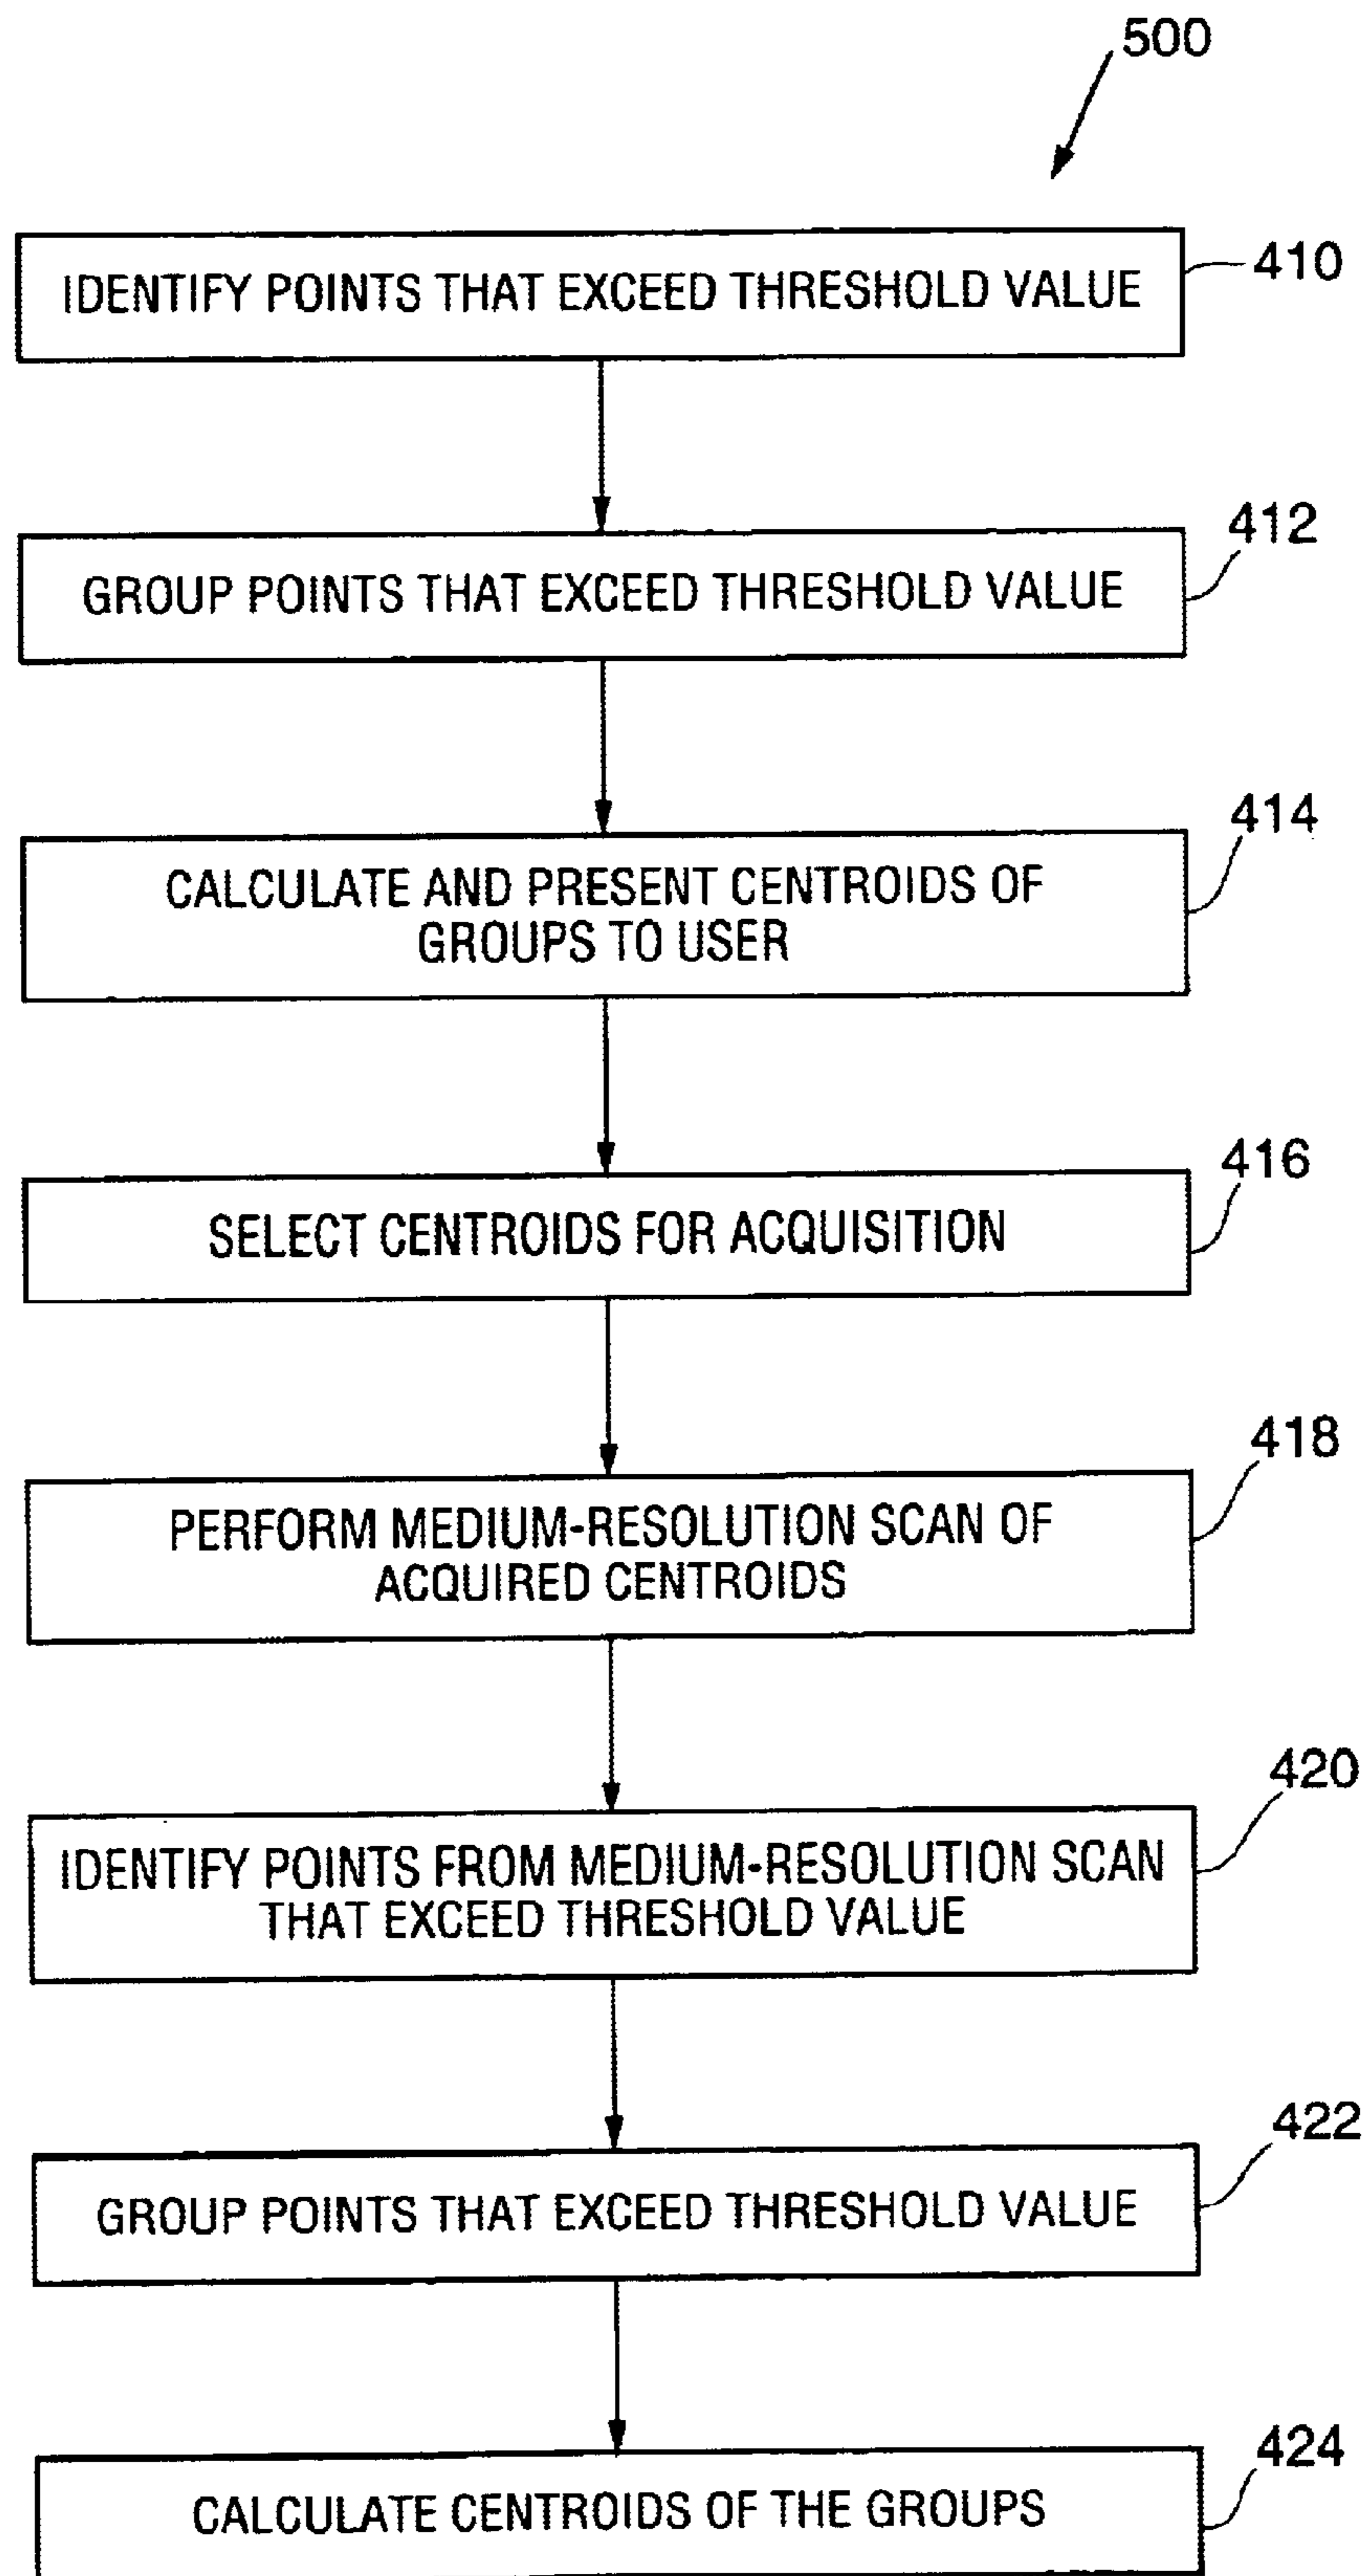 500
IDENTIFY POINTS THAT EXCEED THRESHOLD VALUE
410
GROUP POINTS THAT EXCEED THRESHOLD VALUE
412
CALCULATE AND PRESENT CENTROIDS OF
GROUPS TO USER
414
SELECT CENTROIDS FOR ACQUISITION
416
PERFORM MEDIUM-RESOLUTION SCAN OF
ACQUIRED CENTROIDS
418
IDENTIFY POINTS FROM MEDIUM-RESOLUTION SCAN
THAT EXCEED THRESHOLD VALUE
420
GROUP POINTS THAT EXCEED THRESHOLD VALUE
422
CALCULATE CENTROIDS OF THE GROUPS
424